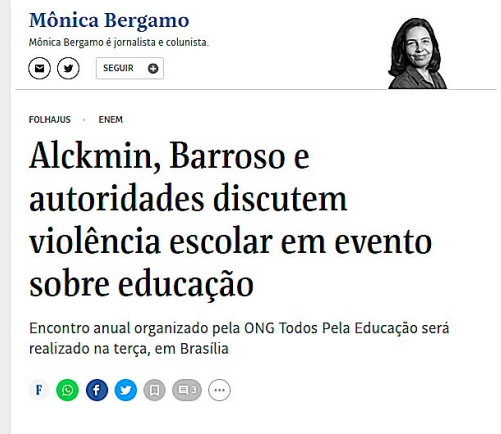 Mônica Bergamo
Mônica Bergamo é jornalista e colunista.
SEGUIR
FOLHAJUS • ENEM
Alckmin, Barroso e
autoridades discutem
violência escolar em evento
sobre educação
Encontro anual organizado pela ONG Todos Pela Educação será
realizado na terça, em Brasília
F
3